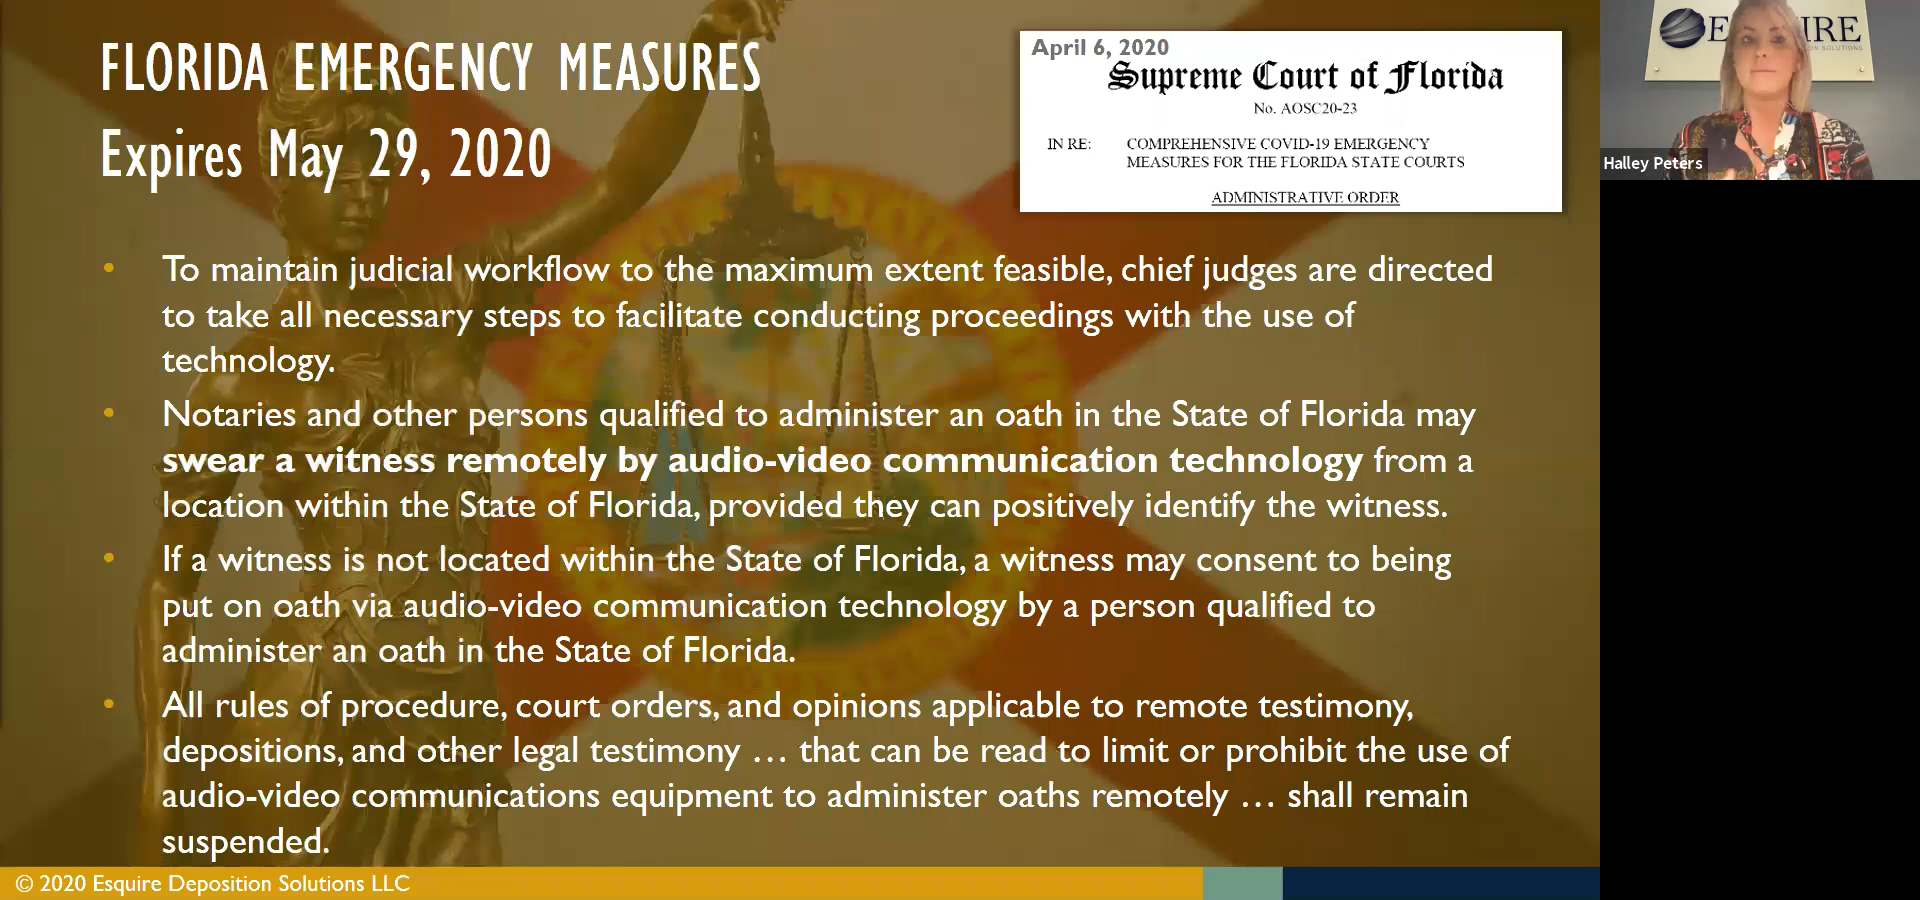 FLORIDA EMERGENCY MEASURES
Expires May 29, 2020
April 6, 2020
Supreme Court of Florida
No. AOSC20-23
IN RE: COMPREHENSIVE COVID-19 EMERGENCY
MEASURES FOR THE FLORIDA STATE COURTS
ADMINISTRATIVE ORDER
• To maintain judicial workflow to the maximum extent feasible, chief judges are directed
to take all necessary steps to facilitate conducting proceedings with the use of
technology.
• Notaries and other persons qualified to administer an oath in the State of Florida may
swear a witness remotely by audio-video communication technology from a
location within the State of Florida, provided they can positively identify the witness.
• If a witness is not located within the State of Florida, a witness may consent to being
put on oath via audio-video communication technology by a person qualified to
administer an oath in the State of Florida.
• All rules of procedure, court orders, and opinions applicable to remote testimony,
depositions, and other legal testimony … that can be read to limit or prohibit the use of
audio-video communications equipment to administer oaths remotely … shall remain
suspended.
© 2020 Esquire Deposition Solutions LLC
Halley Peters